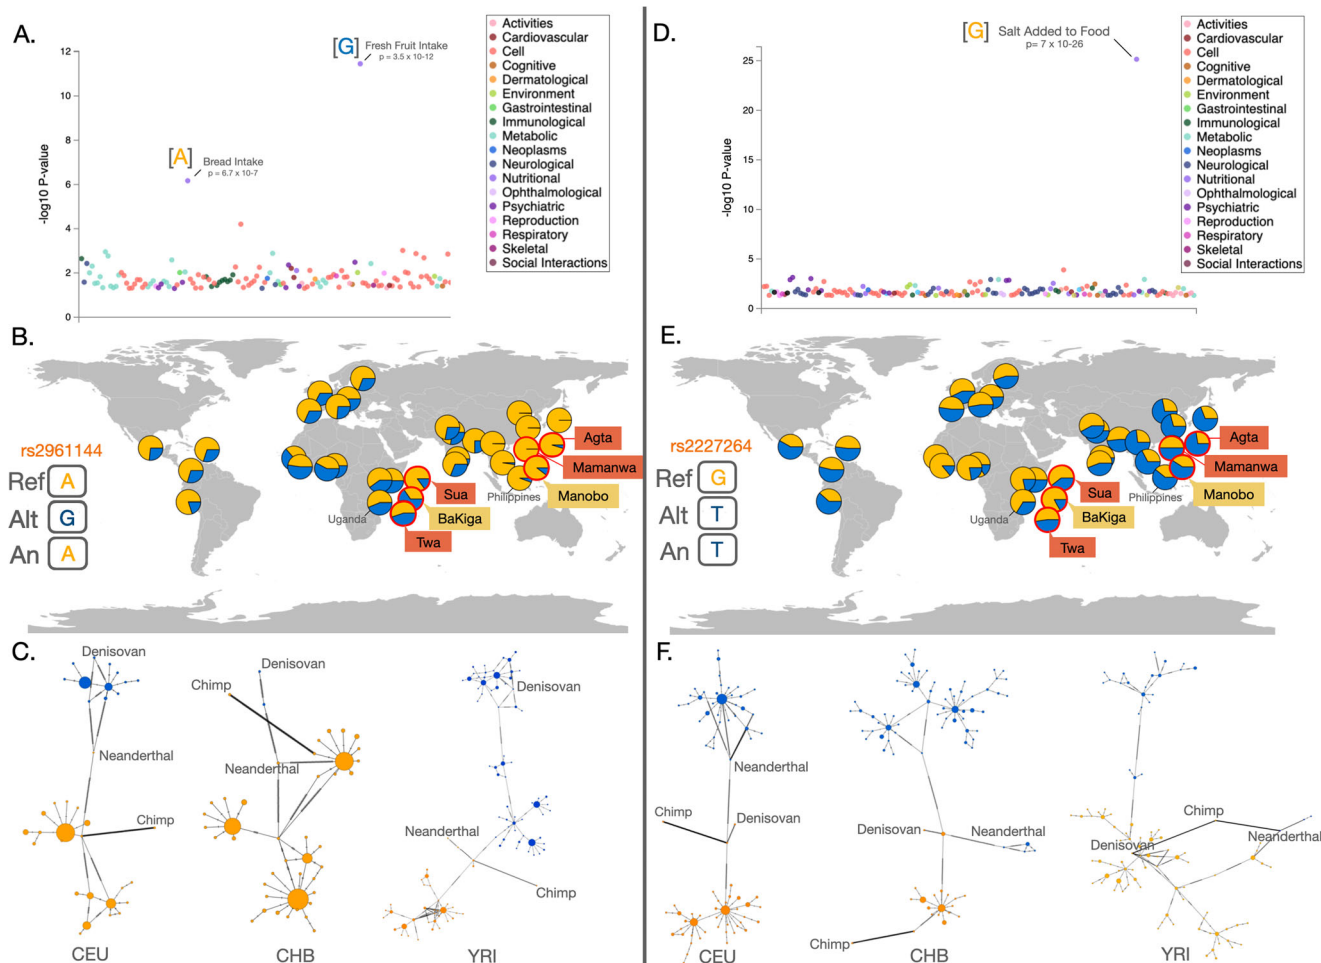 A.
[G] Fresh Fruit Intake
p = 3.5 x 10-12
[A] Bread Intake
p = 6.7 x 10-7
-log10 P-value
12
10
8
6
4
2
0
Activities
Cardiovascular
Cell
Cognitive
Dermatological
Environment
Gastrointestinal
Immunological
Metabolic
Neoplasms
Neurological
Nutritional
Ophthalmological
Psychiatric
Reproduction
Respiratory
Skeletal
Social Interactions
B.
rs2961144
Ref A
Alt G
An A
Uganda
Philippines
Agta
Mamanwa
Manobo
Sua
BaKiga
Twa
C.
Denisovan
Neanderthal
Chimp
CEU
Denisovan
Chimp
Neanderthal
CHB
Denisovan
Neanderthal
Chimp
YRI
D.
[G] Salt Added to Food
p= 7 x 10-26
-log10 P-value
25
20
15
10
5
0
Activities
Cardiovascular
Cell
Cognitive
Dermatological
Environment
Gastrointestinal
Immunological
Metabolic
Neoplasms
Neurological
Nutritional
Ophthalmological
Psychiatric
Reproduction
Respiratory
Skeletal
Social Interactions
E.
rs2227264
Ref G
Alt T
An T
Uganda
Philippines
Agta
Mamanwa
Manobo
Sua
BaKiga
Twa
F.
Neanderthal
Chimp
Denisovan
CEU
Denisovan
Neanderthal
Chimp
CHB
Chimp
Neanderthal
Denisovan
YRI